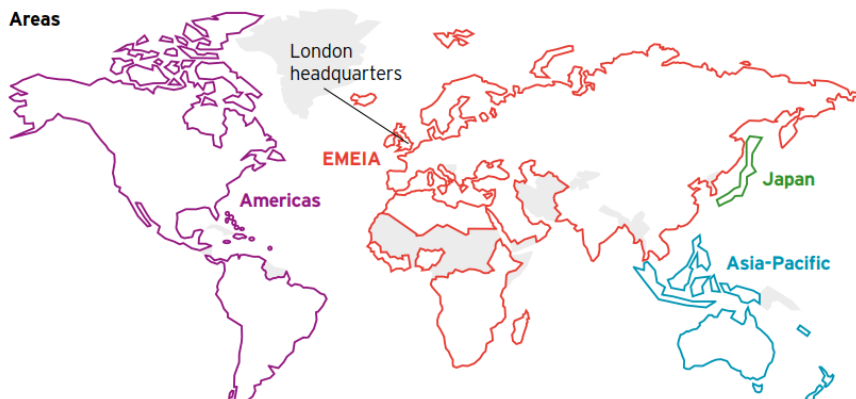 Areas
London
headquarters
EMEIA
Americas
Japan
Asia-Pacific